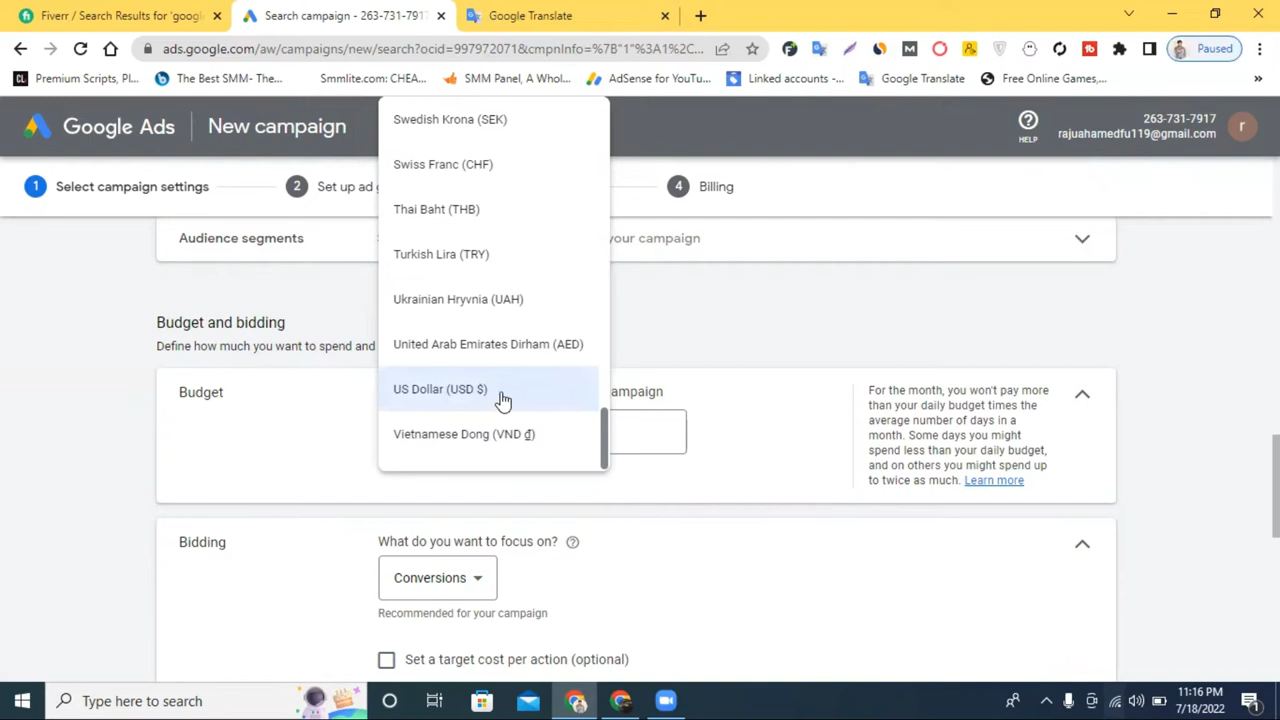 Fiverr / Search Results for 'googl
Search campaign - 263-731-7917
Google Translate
ads.google.com/aw/campaigns/new/search?ocid=997972071&cmpnInfo=%7B"1"%3A1%2C...
Paused
Premium Scripts, Pl...
The Best SMM- The...
Smmlite.com: CHEA...
SMM Panel, A Whol...
AdSense for YouTu...
Linked accounts -...
Google Translate
Free Online Games,...
»
Google Ads
New campaign
HELP
263-731-7917
rajuahamedfu119@gmail.com
r
1 Select campaign settings
2 Set up ad g
4 Billing
Swedish Krona (SEK)
Swiss Franc (CHF)
Thai Baht (THB)
Turkish Lira (TRY)
Ukrainian Hryvnia (UAH)
United Arab Emirates Dirham (AED)
US Dollar (USD $)
Vietnamese Dong (VND ₫)
Audience segments
your campaign
Budget and bidding
Define how much you want to spend and
Budget
ampaign
For the month, you won't pay more
than your daily budget times the
average number of days in a
month. Some days you might
spend less than your daily budget,
and on others you might spend up
to twice as much. Learn more
Bidding
What do you want to focus on?
Conversions
Recommended for your campaign
Set a target cost per action (optional)
Type here to search
11:16 PM
7/18/2022
1